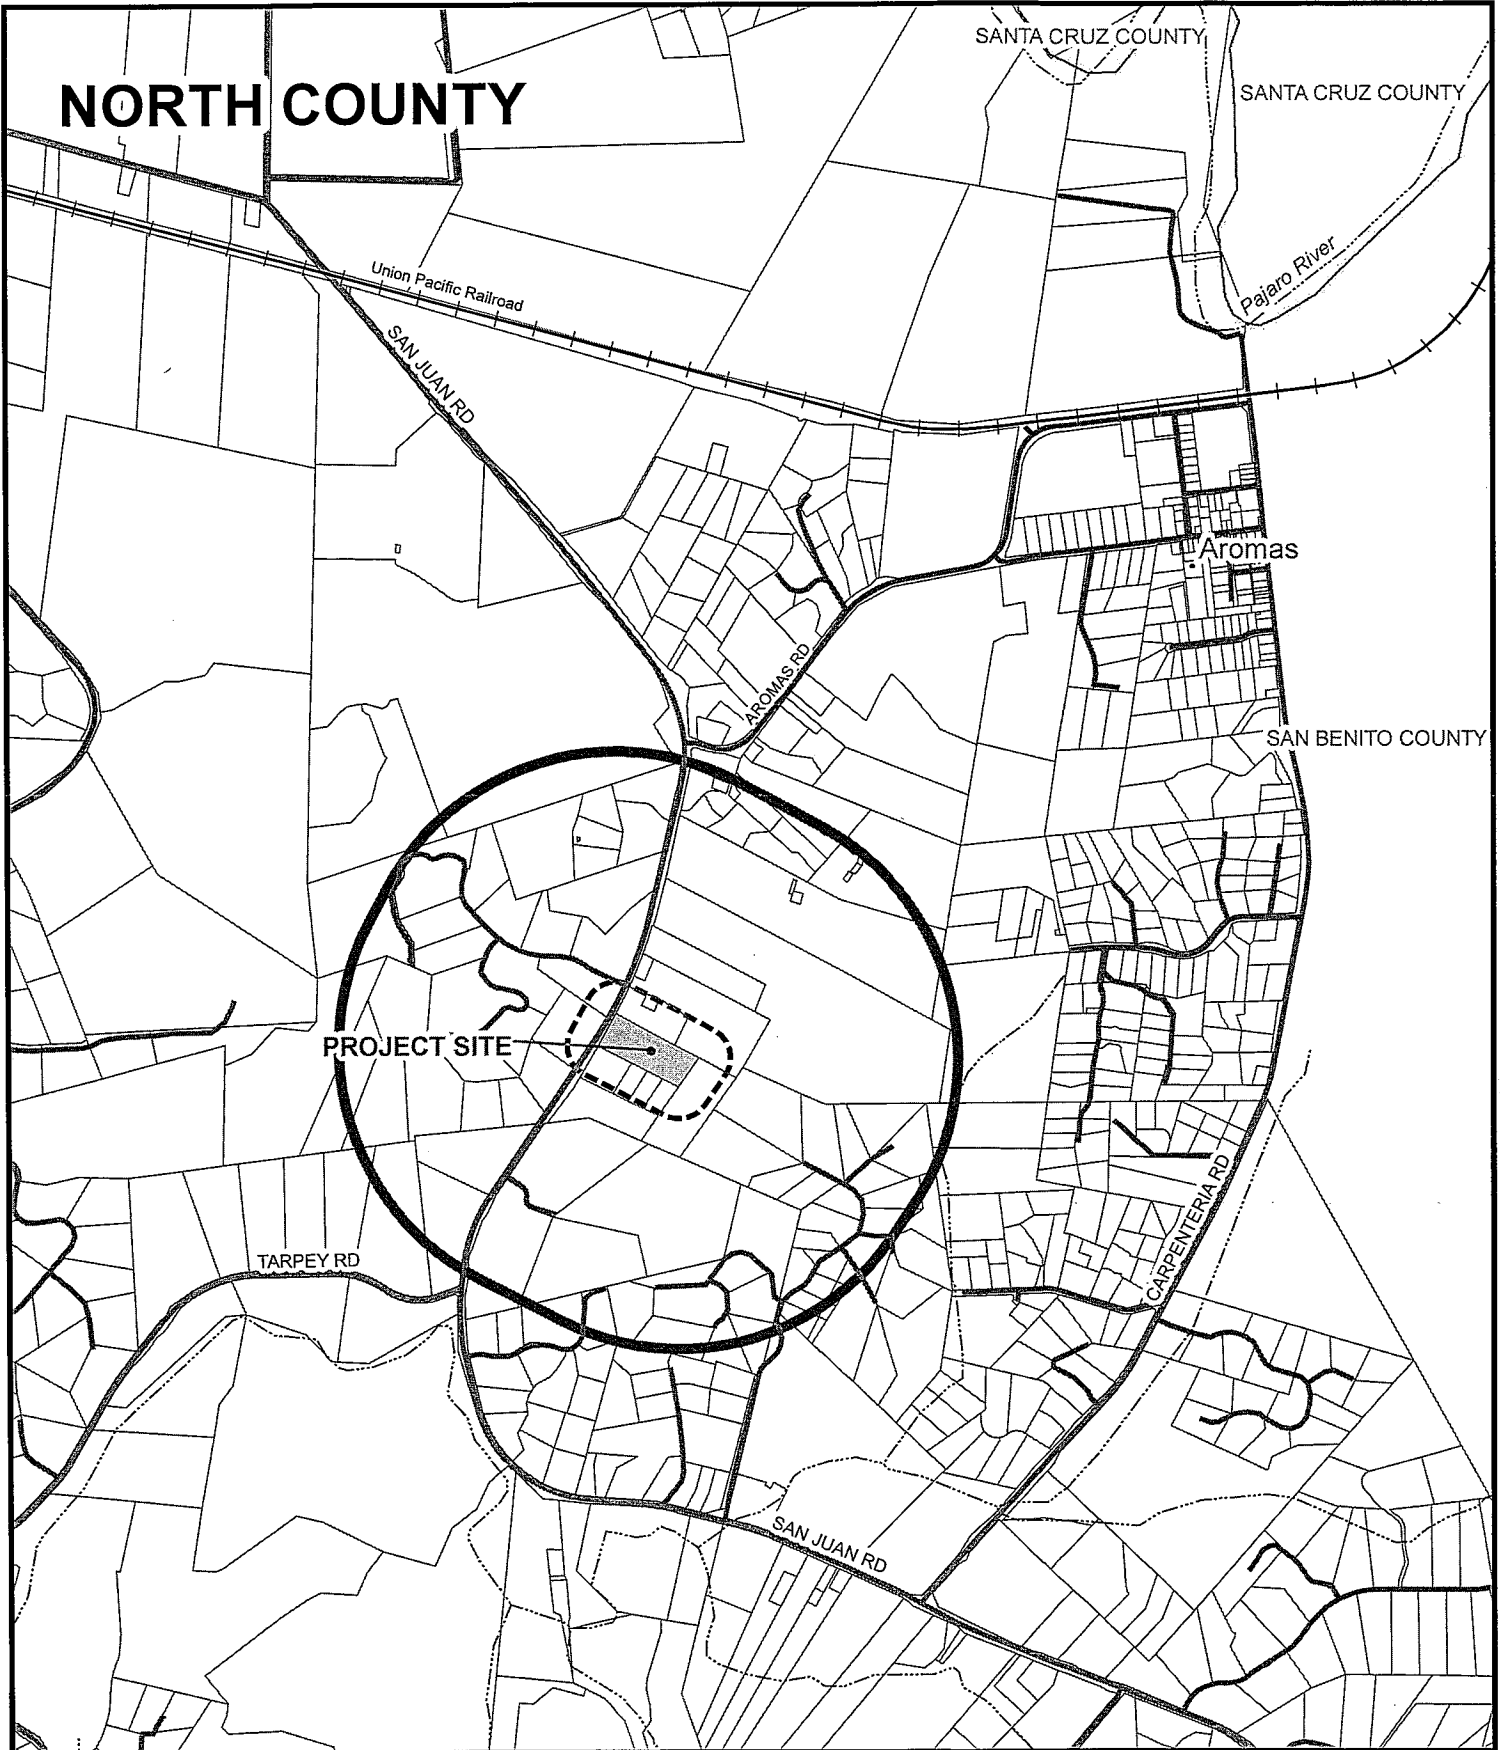 SANTA CRUZ COUNTY
NORTH COUNTY
SANTA CRUZ COUNTY
Pajaro River
Union Pacific Railroad
SAN JUAN RD
Aromas
AROMAS RD
SAN BENITO COUNTY
PROJECT SITE
CARPENTERIA RD
TARPEY RD
SAN JUAN RD